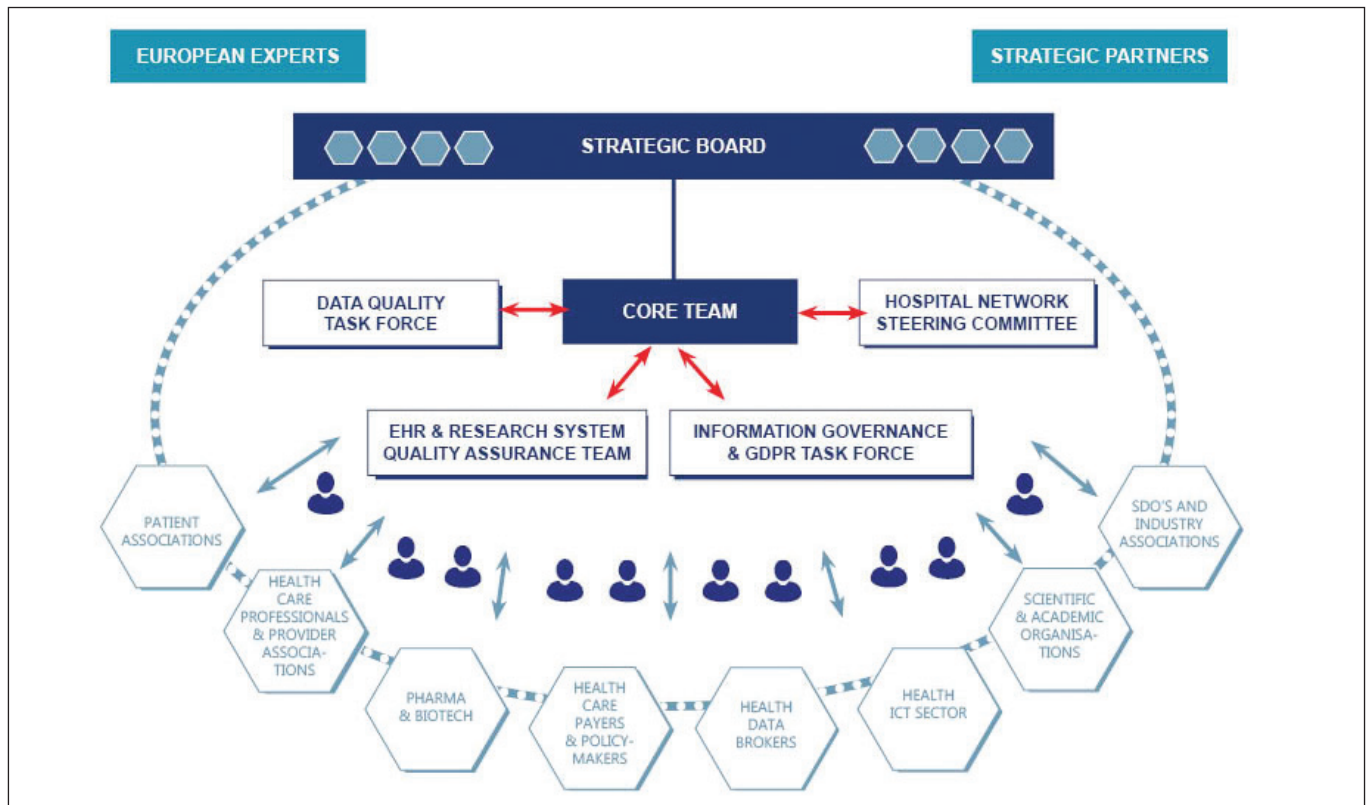 EUROPEAN EXPERTS
STRATEGIC PARTNERS
STRATEGIC BOARD
DATA QUALITY
TASK FORCE
CORE TEAM
HOSPITAL NETWORK
STEERING COMMITTEE
EHR & RESEARCH SYSTEM
QUALITY ASSURANCE TEAM
INFORMATION GOVERNANCE
& GDPR TASK FORCE
PATIENT
ASSOCIATIONS
HEALTH
CARE
PROFESSIONALS
& PROVIDER
ASSOCIA-
TIONS
PHARMA
& BIOTECH
HEALTH
CARE
PAYERS
& POLICY-
MAKERS
HEALTH
DATA
BROKERS
HEALTH
ICT SECTOR
SCIENTIFIC
& ACADEMIC
ORGANISA-
TIONS
SDO'S AND
INDUSTRY
ASSOCIATIONS